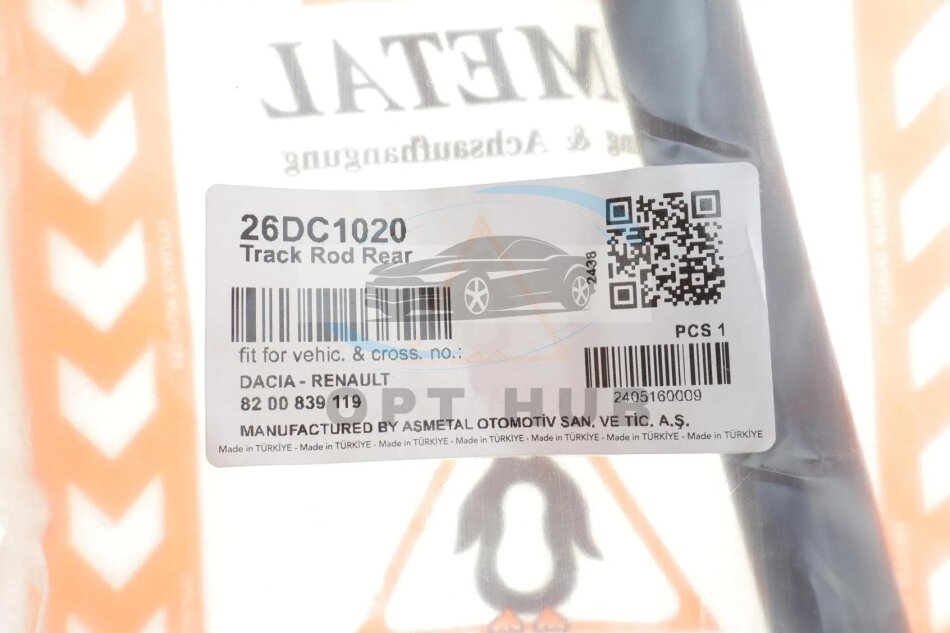 METAL
ng & Achsaufhangung
26DC1020
Track Rod Rear
2438
PCS 1
fit for vehic. & cross. no.:
DACIA - RENAULT
82 00 839 119
2405160009
OPT HUB
MANUFACTURED BY ASMETAL OTOMOTİV SAN. VE TİC. A.Ş.
Made in TÜRKİYE - Made in TÜRKİYE - Made in TÜRKİYE - Made in TÜRKİYE - Made in TÜRKİYE - Made in TÜRKİYE - Made in TÜRKİYE